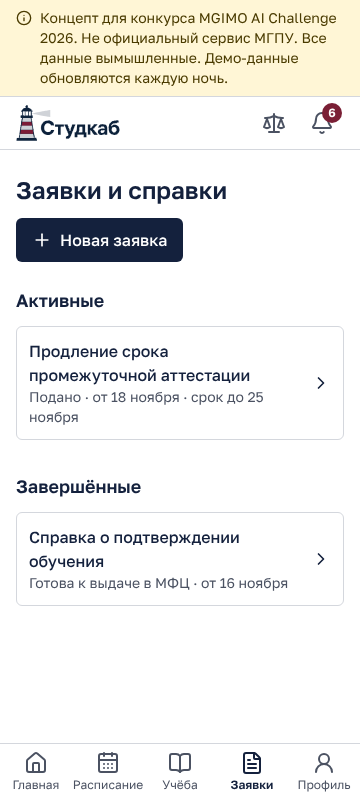 Концепт для конкурса MGIMO AI Challenge
2026. Не официальный сервис МГПУ. Все
данные вымышленные. Демо-данные
обновляются каждую ночь.
Студкаб
6
Заявки и справки
Новая заявка
Активные
Продление срока
промежуточной аттестации
Подано · от 18 ноября · срок до 25
ноября
Завершённые
Справка о подтверждении
обучения
Готова к выдаче в МФЦ · от 16 ноября
Главная Расписание Учёба Заявки Профиль